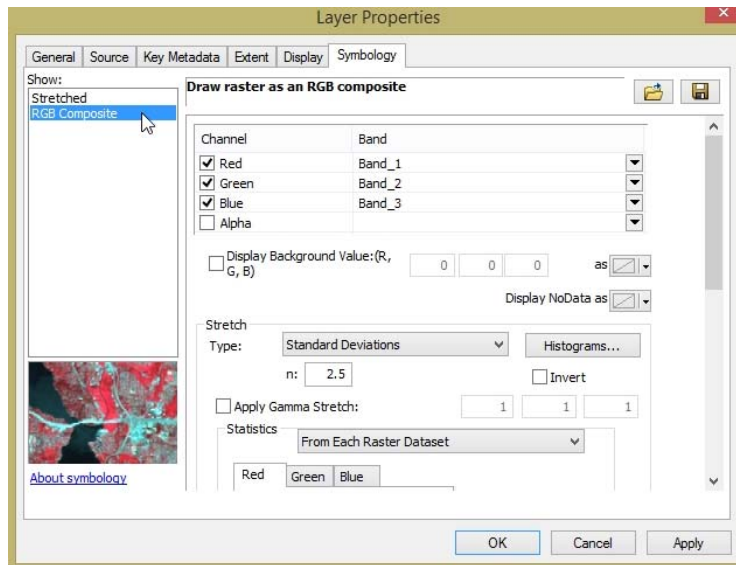 Layer Properties
General Source Key Metadata Extent Display Symbology
Show:
Stretched
RGB Composite
Draw raster as an RGB composite
Channel Band
Red Band_1
Green Band_2
Blue Band_3
Alpha
Display Background Value:(R, G, B) 0 0 0 as
Display NoData as
Stretch
Type: Standard Deviations Histograms...
n: 2.5 Invert
Apply Gamma Stretch: 1 1 1
Statistics
From Each Raster Dataset
Red Green Blue
About symbology
OK Cancel Apply